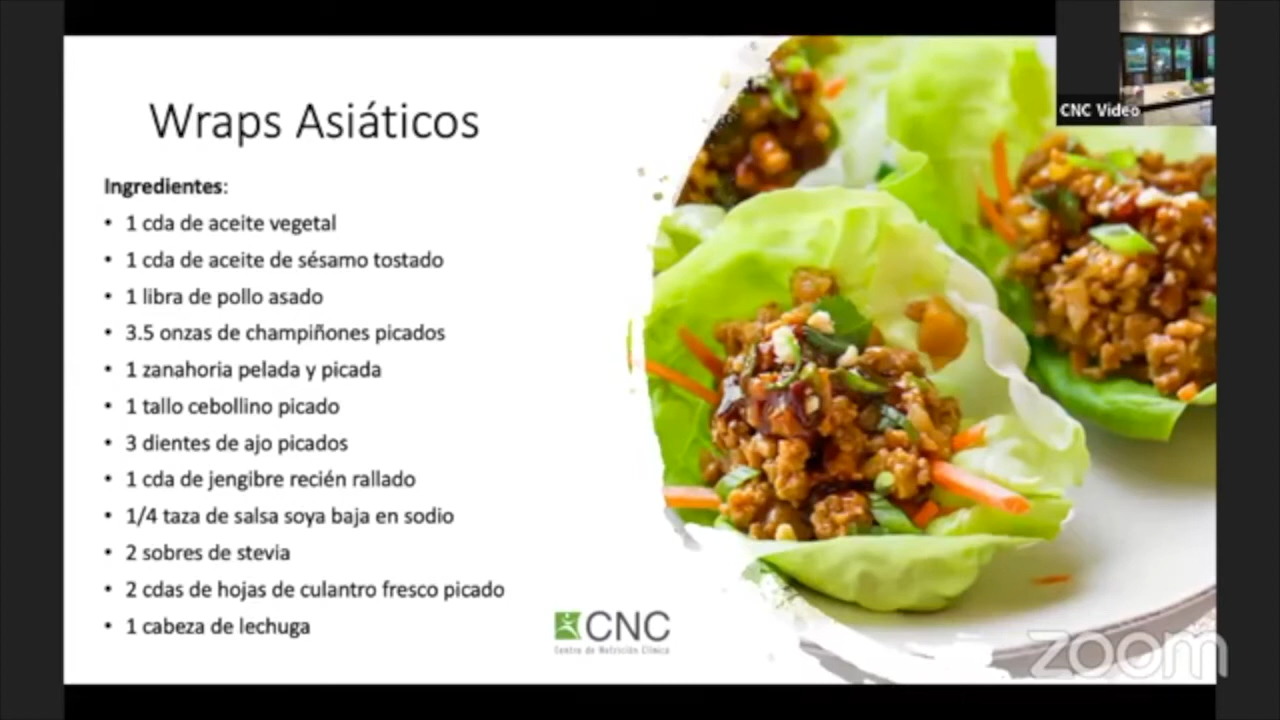 CNC Video
Wraps Asiáticos
Ingredientes:
• 1 cda de aceite vegetal
• 1 cda de aceite de sésamo tostado
• 1 libra de pollo asado
• 3.5 onzas de champiñones picados
• 1 zanahoria pelada y picada
• 1 tallo cebollino picado
• 3 dientes de ajo picados
• 1 cda de jengibre recién rallado
• 1/4 taza de salsa soya baja en sodio
• 2 sobres de stevia
• 2 cdas de hojas de culantro fresco picado
• 1 cabeza de lechuga
CNC
Centro de Nutrición Clínica
zoom